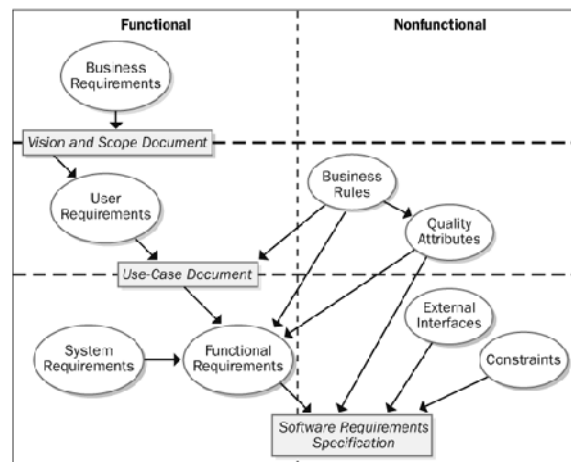 Functional
Nonfunctional
Business
Requirements
Vision and Scope Document
User
Requirements
Business
Rules
Quality
Attributes
Use-Case Document
System
Requirements
Functional
Requirements
External
Interfaces
Constraints
Software Requirements
Specification